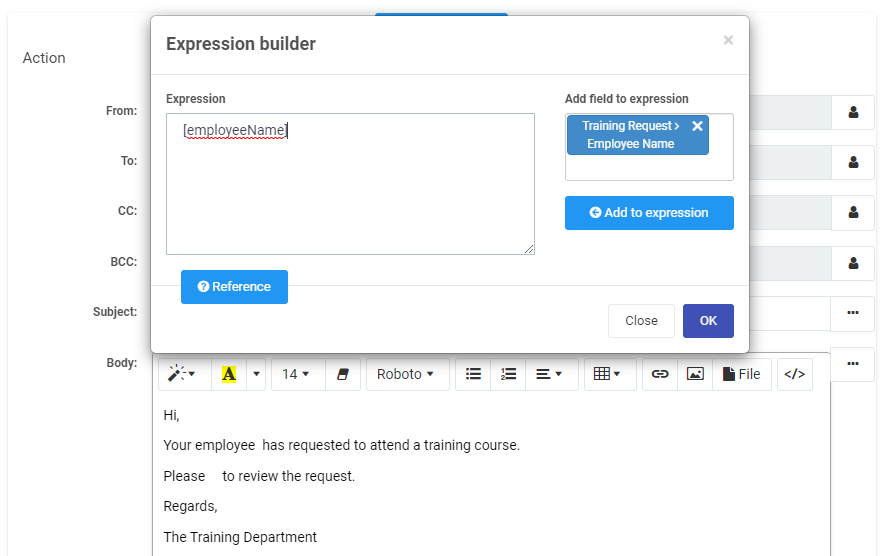 Expression builder
×
Action
Expression
Add field to expression
From:
[employeeName]
Training Request >
Employee Name
To:
CC:
Add to expression
BCC:
Reference
Subject:
Close
OK
Body:
A
14
Roboto
File
</>
Hi,
Your employee has requested to attend a training course.
Please to review the request.
Regards,
The Training Department